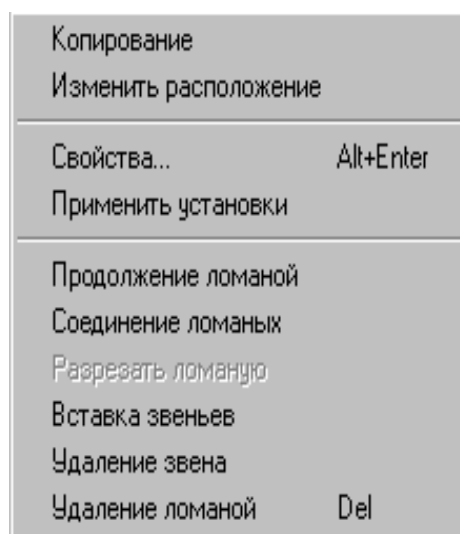 Копирование
Изменить расположение
Свойства... Alt+Enter
Применить установки
Продолжение ломаной
Соединение ломаных
Разрезать ломаную
Вставка звеньев
Удаление звена
Удаление ломаной Del